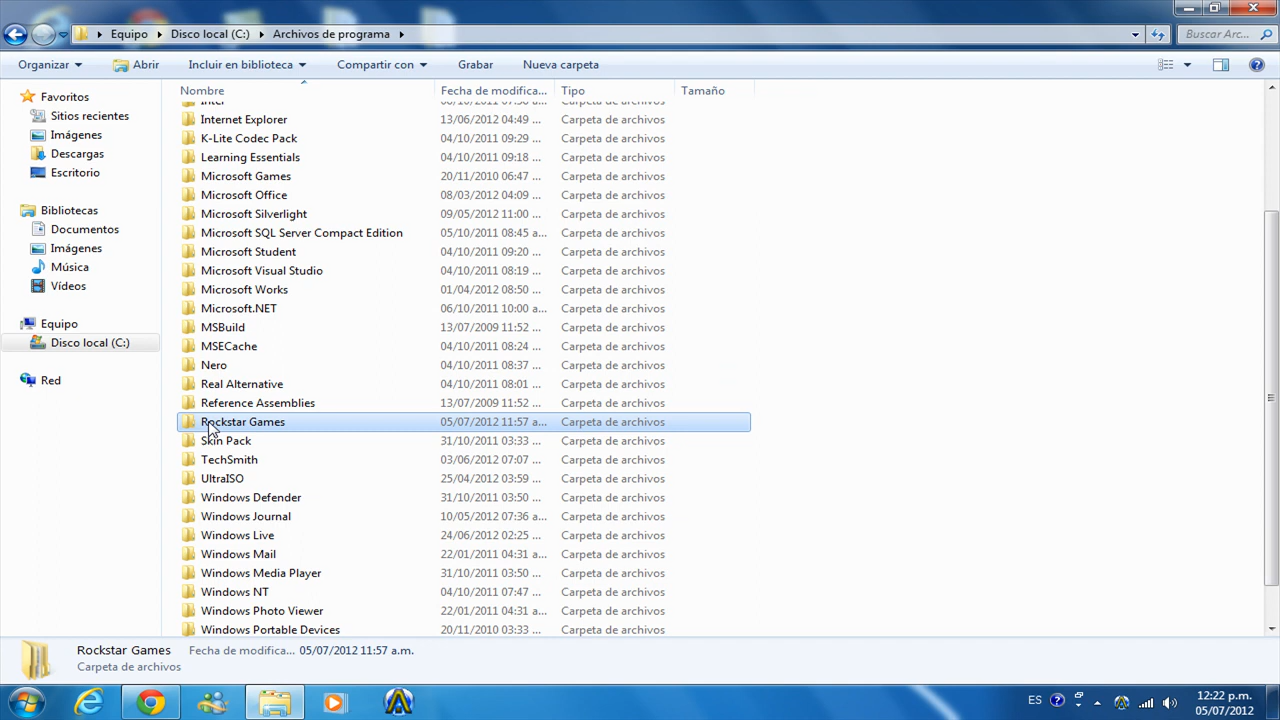 Equipo Disco local (C:) Archivos de programa Buscar Arc...
Organizar Abrir Incluir en biblioteca Compartir con Grabar Nueva carpeta
Nombre Fecha de modifica... Tipo Tamaño
Favoritos
Sitios recientes
Imágenes
Descargas
Escritorio
Bibliotecas
Documentos
Imágenes
Música
Vídeos
Equipo
Disco local (C:)
Red
Internet Explorer 13/06/2012 04:49 ... Carpeta de archivos
K-Lite Codec Pack 04/10/2011 09:29 ... Carpeta de archivos
Learning Essentials 04/10/2011 09:18 ... Carpeta de archivos
Microsoft Games 20/11/2010 06:47 ... Carpeta de archivos
Microsoft Office 08/03/2012 04:09 ... Carpeta de archivos
Microsoft Silverlight 09/05/2012 11:00 ... Carpeta de archivos
Microsoft SQL Server Compact Edition 05/10/2011 08:45 a... Carpeta de archivos
Microsoft Student 04/10/2011 09:20 ... Carpeta de archivos
Microsoft Visual Studio 04/10/2011 08:19 ... Carpeta de archivos
Microsoft Works 01/04/2012 08:50 ... Carpeta de archivos
Microsoft.NET 06/10/2011 10:00 a... Carpeta de archivos
MSBuild 13/07/2009 11:52 ... Carpeta de archivos
MSECache 04/10/2011 08:24 ... Carpeta de archivos
Nero 04/10/2011 08:37 ... Carpeta de archivos
Real Alternative 04/10/2011 08:01 ... Carpeta de archivos
Reference Assemblies 13/07/2009 11:52 ... Carpeta de archivos
Rockstar Games 05/07/2012 11:57 a... Carpeta de archivos
Skin Pack 31/10/2011 03:33 ... Carpeta de archivos
TechSmith 03/06/2012 07:07 ... Carpeta de archivos
UltraISO 25/04/2012 03:59 ... Carpeta de archivos
Windows Defender 31/10/2011 03:50 ... Carpeta de archivos
Windows Journal 10/05/2012 07:36 a... Carpeta de archivos
Windows Live 24/06/2012 02:25 ... Carpeta de archivos
Windows Mail 22/01/2011 04:31 a... Carpeta de archivos
Windows Media Player 31/10/2011 03:50 ... Carpeta de archivos
Windows NT 04/10/2011 07:47 ... Carpeta de archivos
Windows Photo Viewer 22/01/2011 04:31 a... Carpeta de archivos
Windows Portable Devices 20/11/2010 03:33 ... Carpeta de archivos
Rockstar Games Fecha de modifica... 05/07/2012 11:57 a.m.
Carpeta de archivos
ES 12:22 p.m.
05/07/2012